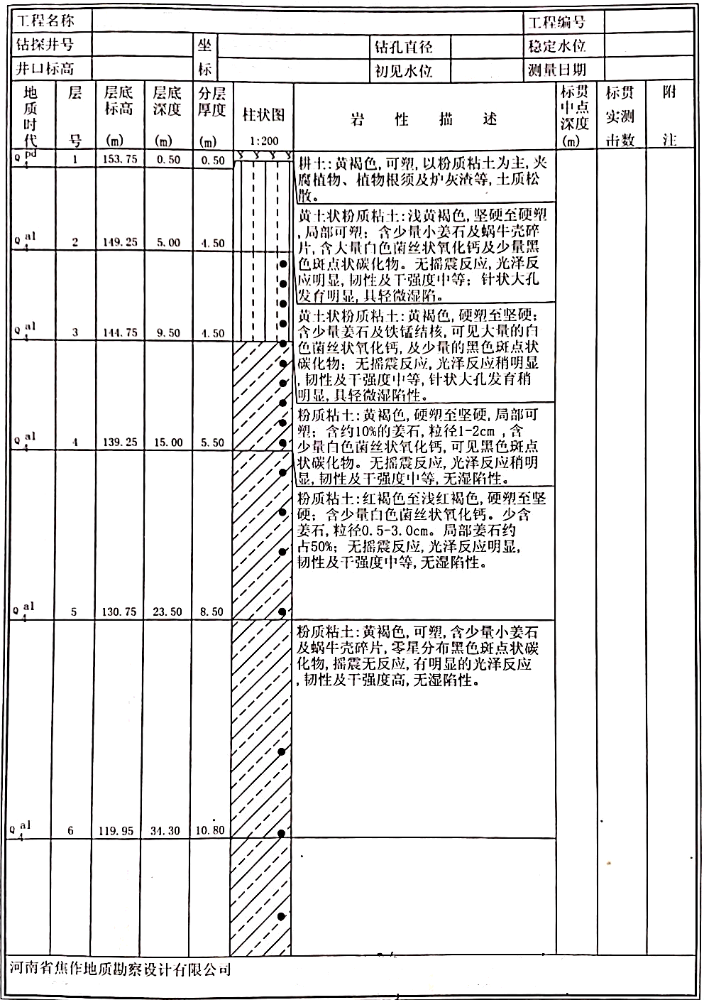 工程名称 工程编号
钻探井号 坐 钻孔直径 稳定水位
井口标高 标 初见水位 测量日期
地质时代 层号 层底标高(m) 层底深度(m) 分层厚度(m) 柱状图1:200 岩性描述 标贯中点深度(m) 标贯实测击数 附注
Q4pd 1 153.75 0.50 0.50
耕土:黄褐色,可塑,以粉质粘土为主,夹
腐植物、植物根须及炉灰渣等,土质松
散。
Q4al 2 149.25 5.00 4.50
黄土状粉质粘土:浅黄褐色,坚硬至硬塑
,局部可塑;含少量小姜石及蜗牛壳碎
片,含大量白色菌丝状氧化钙及少量黑
色斑点状碳化物。无摇震反应,光泽反
应明显,韧性及干强度中等;针状大孔
发育明显,具轻微湿陷。
Q4al 3 144.75 9.50 4.50
黄土状粉质粘土:黄褐色,硬塑至坚硬;
含少量姜石及铁锰结核,可见大量的白
色菌丝状氧化钙,及少量的黑色斑点状
碳化物;无摇震反应,光泽反应稍明显
,韧性及干强度中等,针状大孔发育稍
明显,具轻微湿陷性。
Q4al 4 139.25 15.00 5.50
粉质粘土:黄褐色,硬塑至坚硬,局部可
塑;含约10%的姜石,粒径1-2cm ,含
少量白色菌丝状氧化钙,可见黑色斑点
状碳化物。无摇震反应,光泽反应稍明
显,韧性及干强度中等,无湿陷性。
Q4al 5 130.75 23.50 8.50
粉质粘土:红褐色至浅红褐色,硬塑至坚
硬;含少量白色菌丝状氧化钙。少含
姜石,粒径0.5-3.0cm。局部姜石约
占50%;无摇震反应,光泽反应明显,
韧性及干强度中等,无湿陷性。
Q4al 6 119.95 34.30 10.80
粉质粘土:黄褐色,可塑,含少量小姜石
及蜗牛壳碎片,零星分布黑色斑点状碳
化物,摇震无反应,有明显的光泽反应
,韧性及干强度高,无湿陷性。
河南省焦作地质勘察设计有限公司